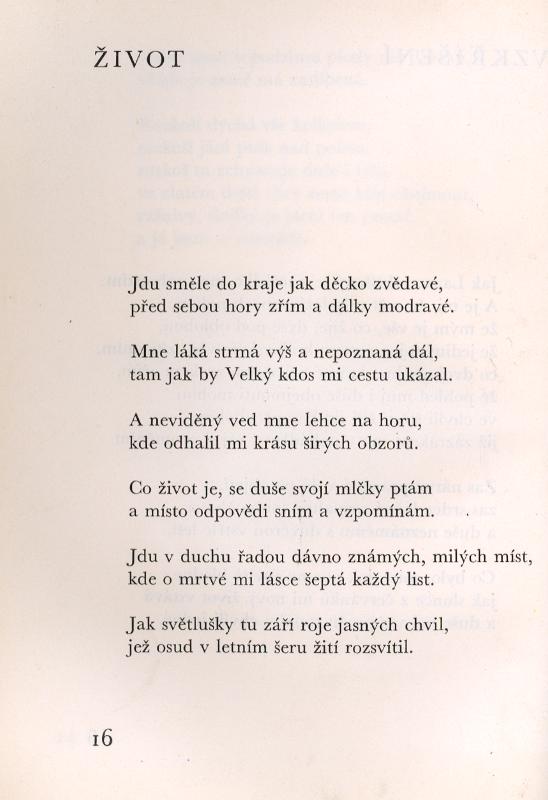 ŽIVOT
Jdu směle do kraje jak děcko zvědavé,
před sebou hory zřím a dálky modravé.
Mne láká strmá výš a nepoznaná dál,
tam jak by Velký kdos mi cestu ukázal.
A neviděný ved mne lehce na horu,
kde odhalil mi krásu širých obzorů.
Co život je, se duše svojí mlčky ptám
a místo odpovědi sním a vzpomínám.
Jdu v duchu řadou dávno známých, milých míst,
kde o mrtvé mi lásce šeptá každý list.
Jak světlušky tu září roje jasných chvil,
jež osud v letním šeru žití rozsvítil.
16